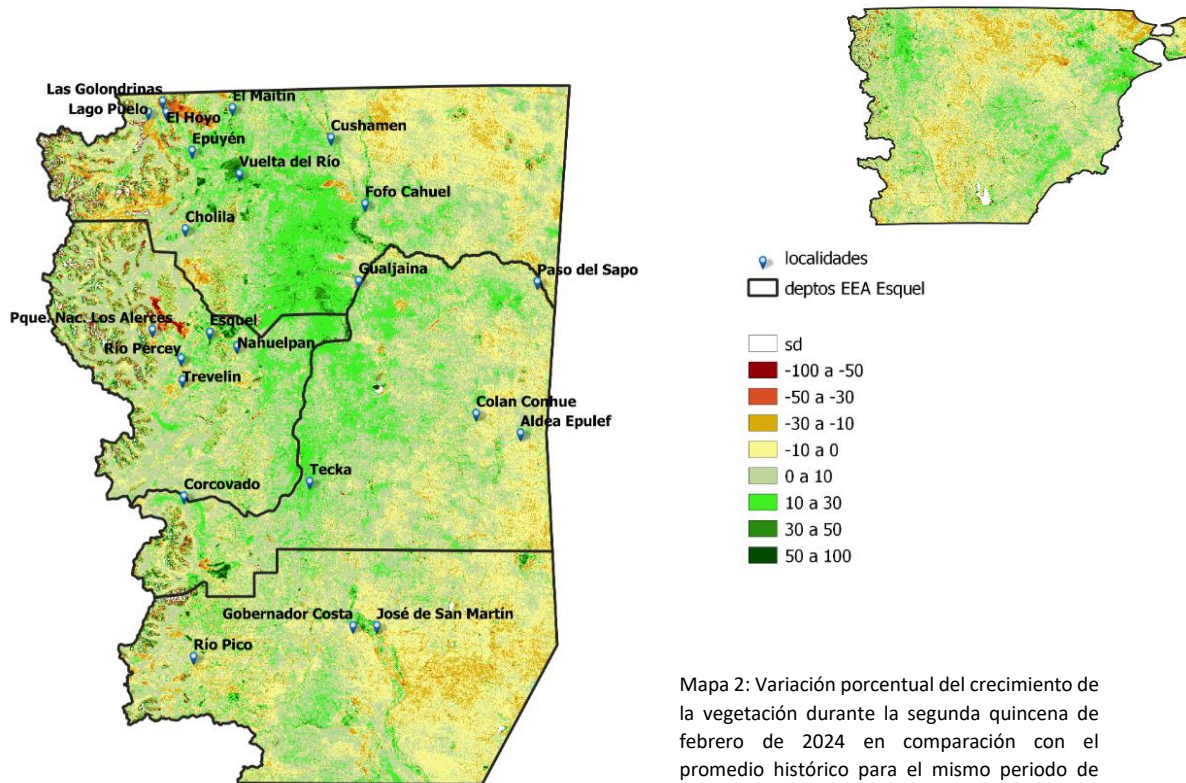 Las Golondrinas
El Maitin
Lago Puelo
El Hoyo
Cushamen
Epuyén
Vuelta del Río
Fofo Cahuel
Cholila
Gualjaina
Paso del Sapo
Pque. Nac. Los Alerces
Esquel
Nahuelpan
Río Percey
Trevelin
Colan Conhue
Aldea Epulef
Tecka
Corcovado
Gobernador Costa
José de San Martín
Río Pico
localidades
deptos EEA Esquel
sd
-100 a -50
-50 a -30
-30 a -10
-10 a 0
0 a 10
10 a 30
30 a 50
50 a 100
Mapa 2: Variación porcentual del crecimiento de
la vegetación durante la segunda quincena de
febrero de 2024 en comparación con el
promedio histórico para el mismo periodo de